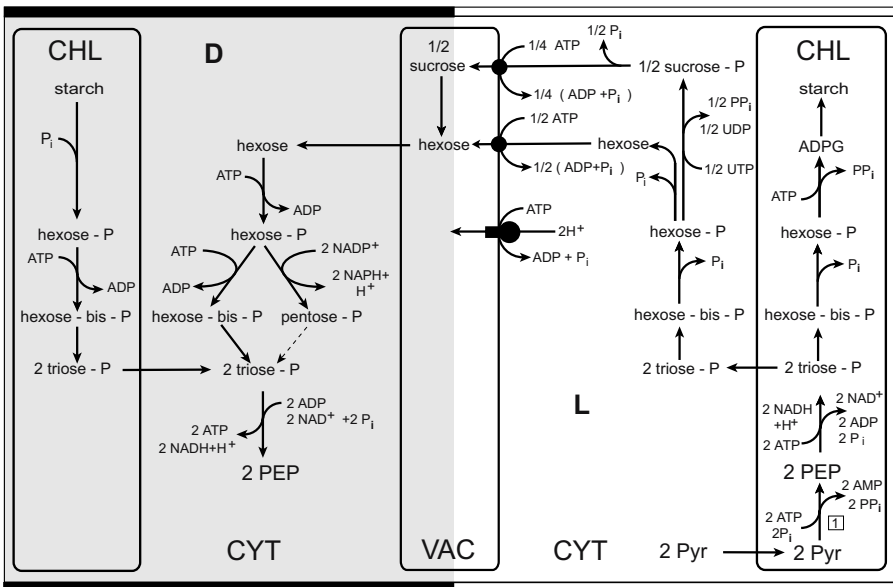 CHL
D
starch
Pi
hexose - P
ATP
ADP
hexose - bis - P
2 triose - P
hexose
ATP
ADP
hexose - P
ATP
ADP
2 NADP+
2 NAPH+
H+
hexose - bis - P
pentose - P
2 triose - P
2 ADP
2 NAD+ +2 Pi
2 ATP
2 NADH+H+
2 PEP
CYT
1/2
sucrose
hexose
VAC
1/4 ATP
1/2 Pi
1/2 sucrose - P
1/4 ( ADP +Pi )
1/2 ATP
hexose
1/2 (ADP+Pi)
Pi
ATP
2H+
ADP + Pi
1/2 PPi
1/2 UDP
1/2 UTP
hexose - P
Pi
hexose - bis - P
2 triose - P
L
CYT
2 Pyr
CHL
starch
ADPG
ATP
PPi
hexose - P
Pi
hexose - bis - P
2 triose - P
2 NADH
+H+
2 ATP
2 NAD+
2 ADP
2 Pi
2 PEP
2 ATP
2Pi
2 AMP
2 PPi
1
2 Pyr